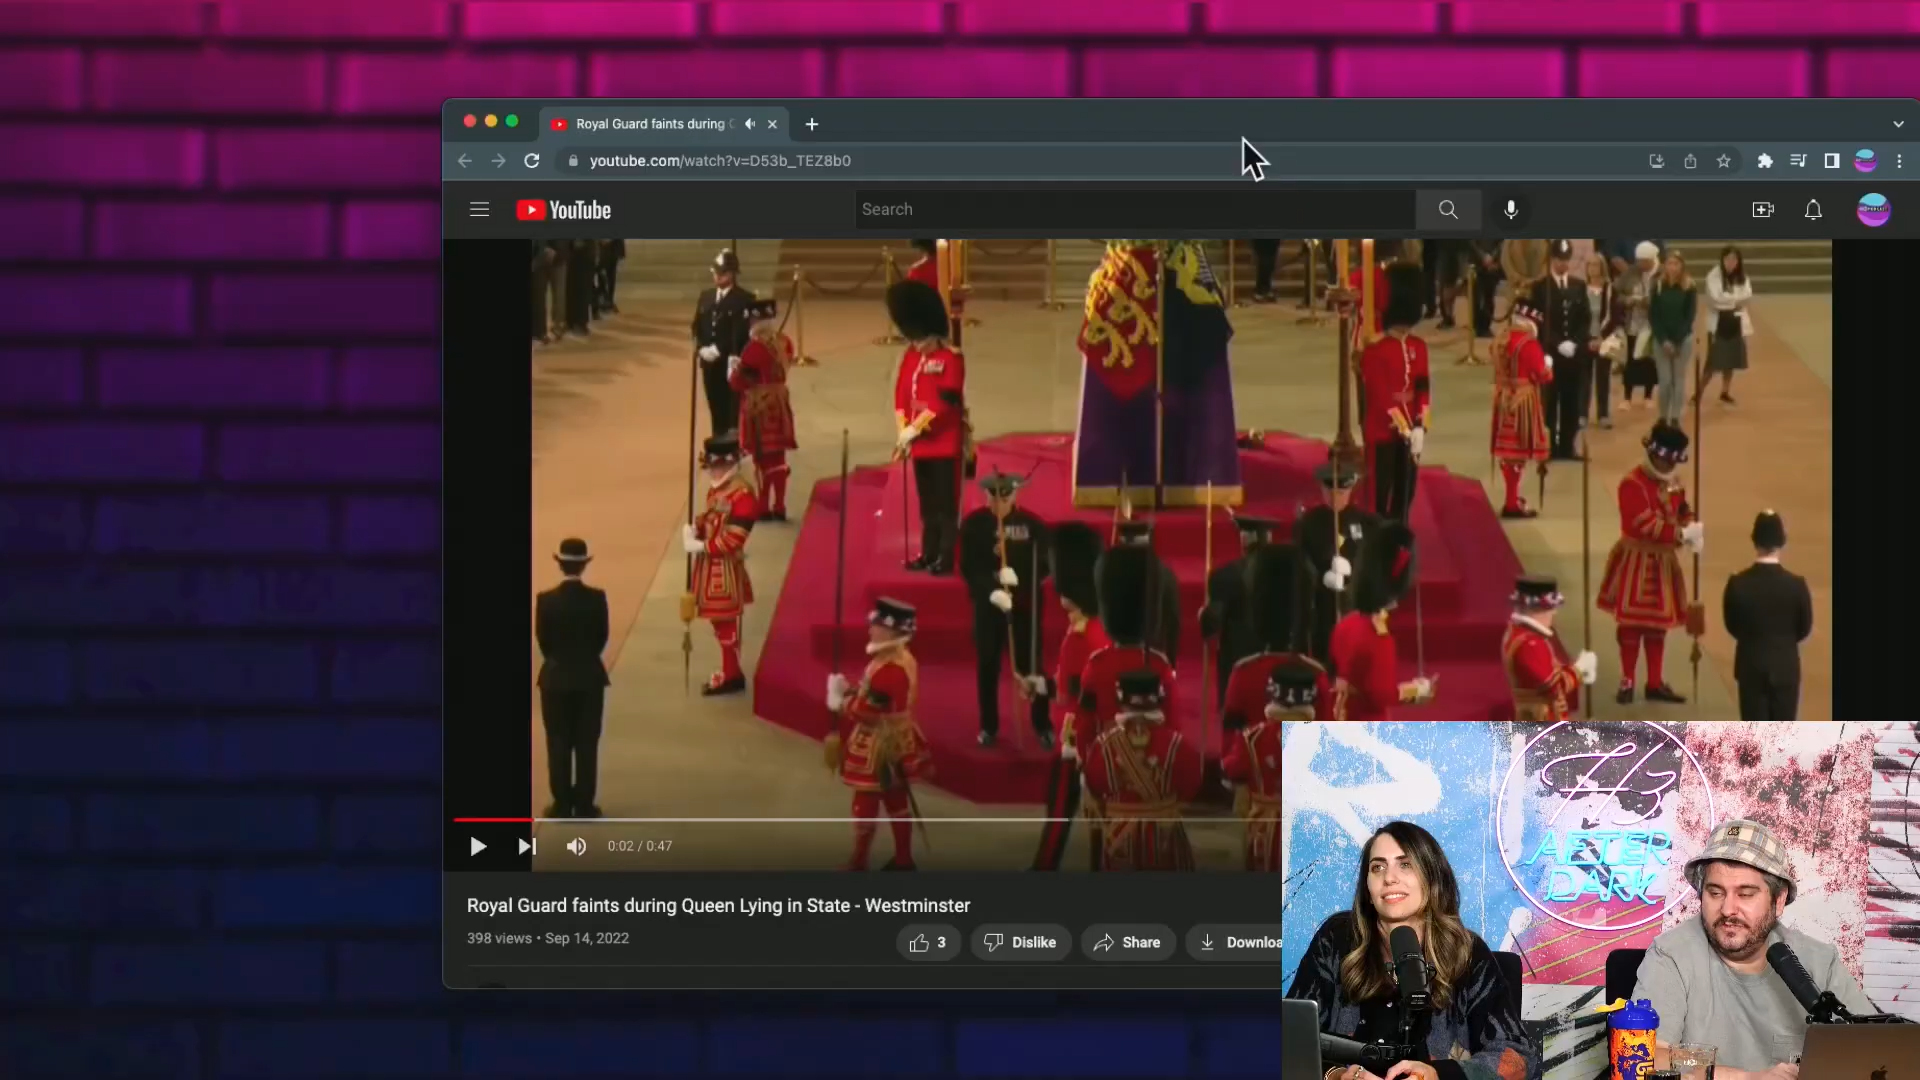 Royal Guard faints during
youtube.com/watch?v=D53b_TEZ8b0
YouTube
Search
0:02 / 0:47
Royal Guard faints during Queen Lying in State - Westminster
398 views • Sep 14, 2022
3
Dislike
Share
Downloa
H3
AFTER
DARK